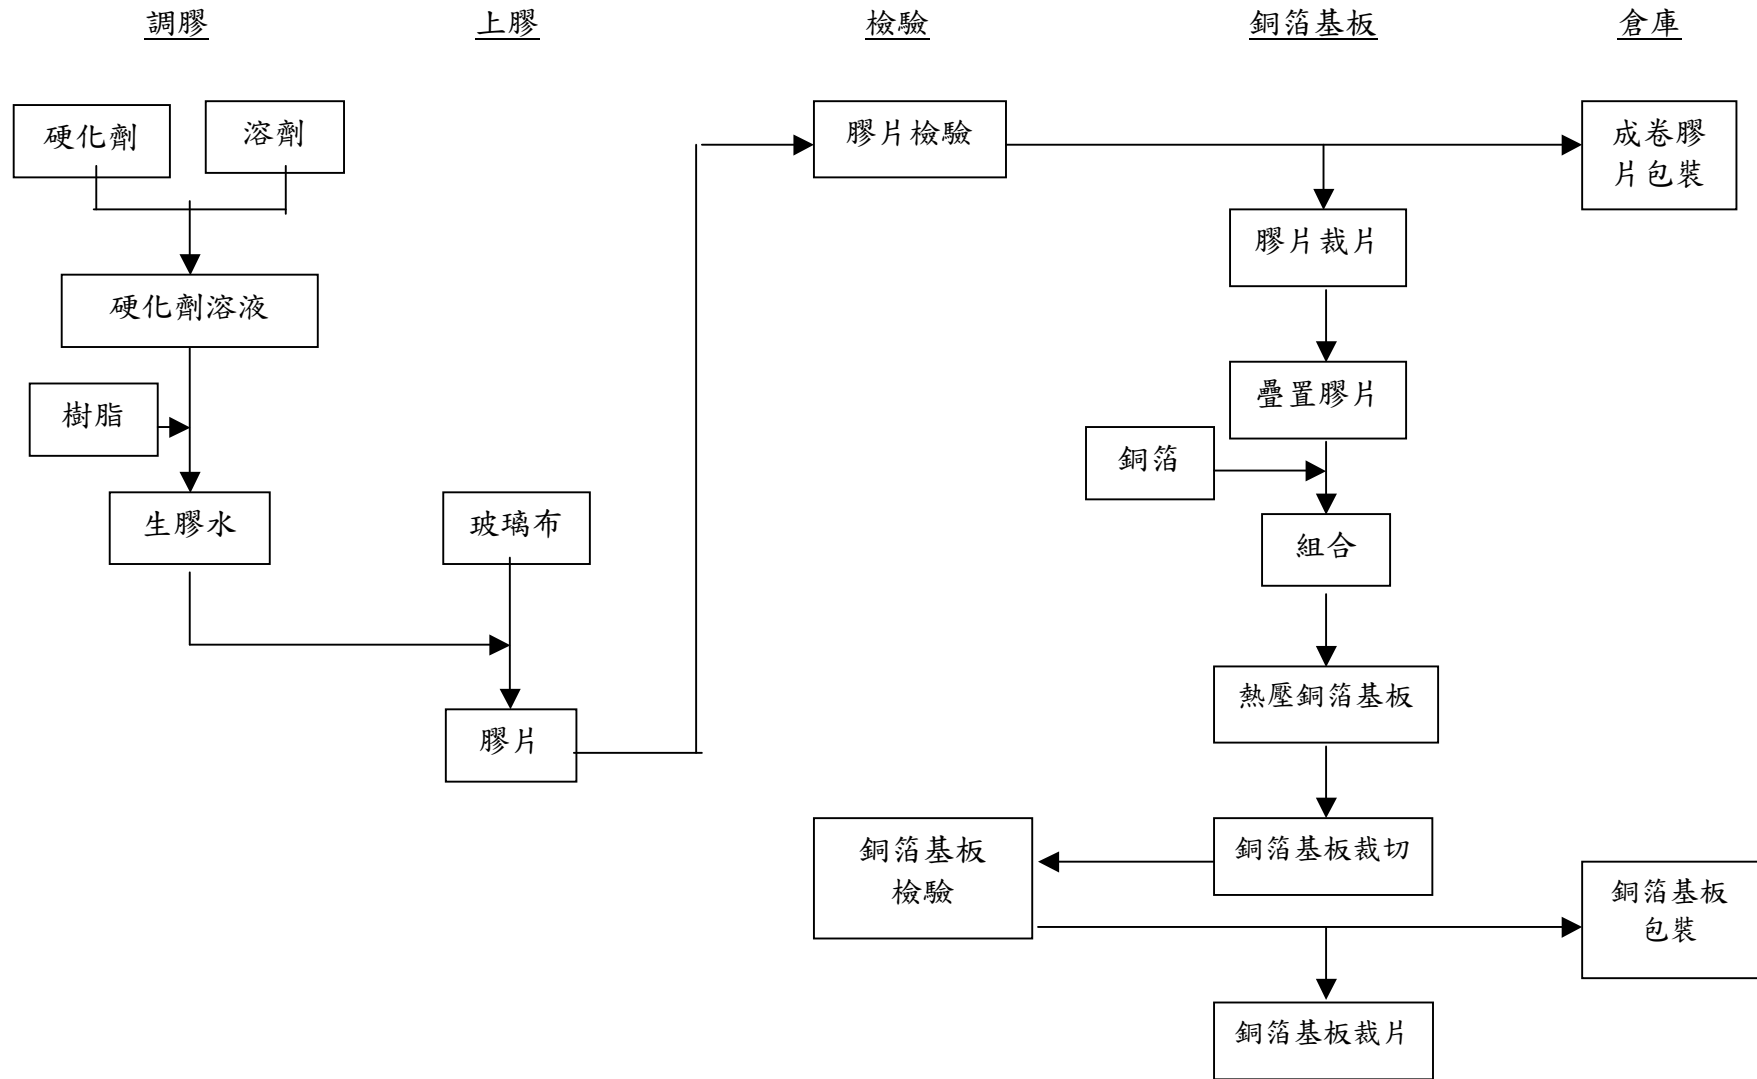 調膠
上膠
檢驗
銅箔基板
倉庫
硬化劑
溶劑
膠片檢驗
成卷膠
片包裝
膠片裁片
硬化劑溶液
疊置膠片
樹脂
銅箔
生膠水
玻璃布
組合
熱壓銅箔基板
膠片
銅箔基板
檢驗
銅箔基板裁切
銅箔基板
包裝
銅箔基板裁片